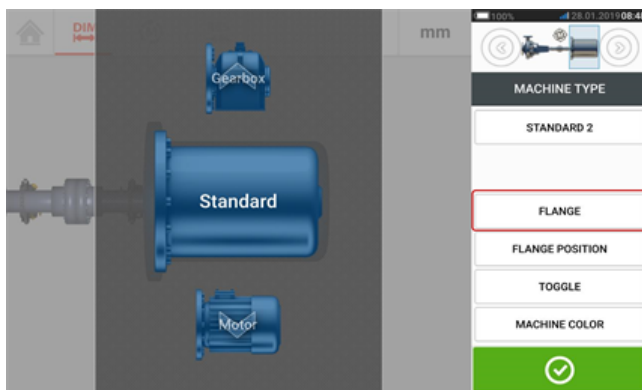 100% 28.01.2019 08:48
DIM
mm
Gearbox
Standard
Motor
MACHINE TYPE
STANDARD 2
FLANGE
FLANGE POSITION
TOGGLE
MACHINE COLOR